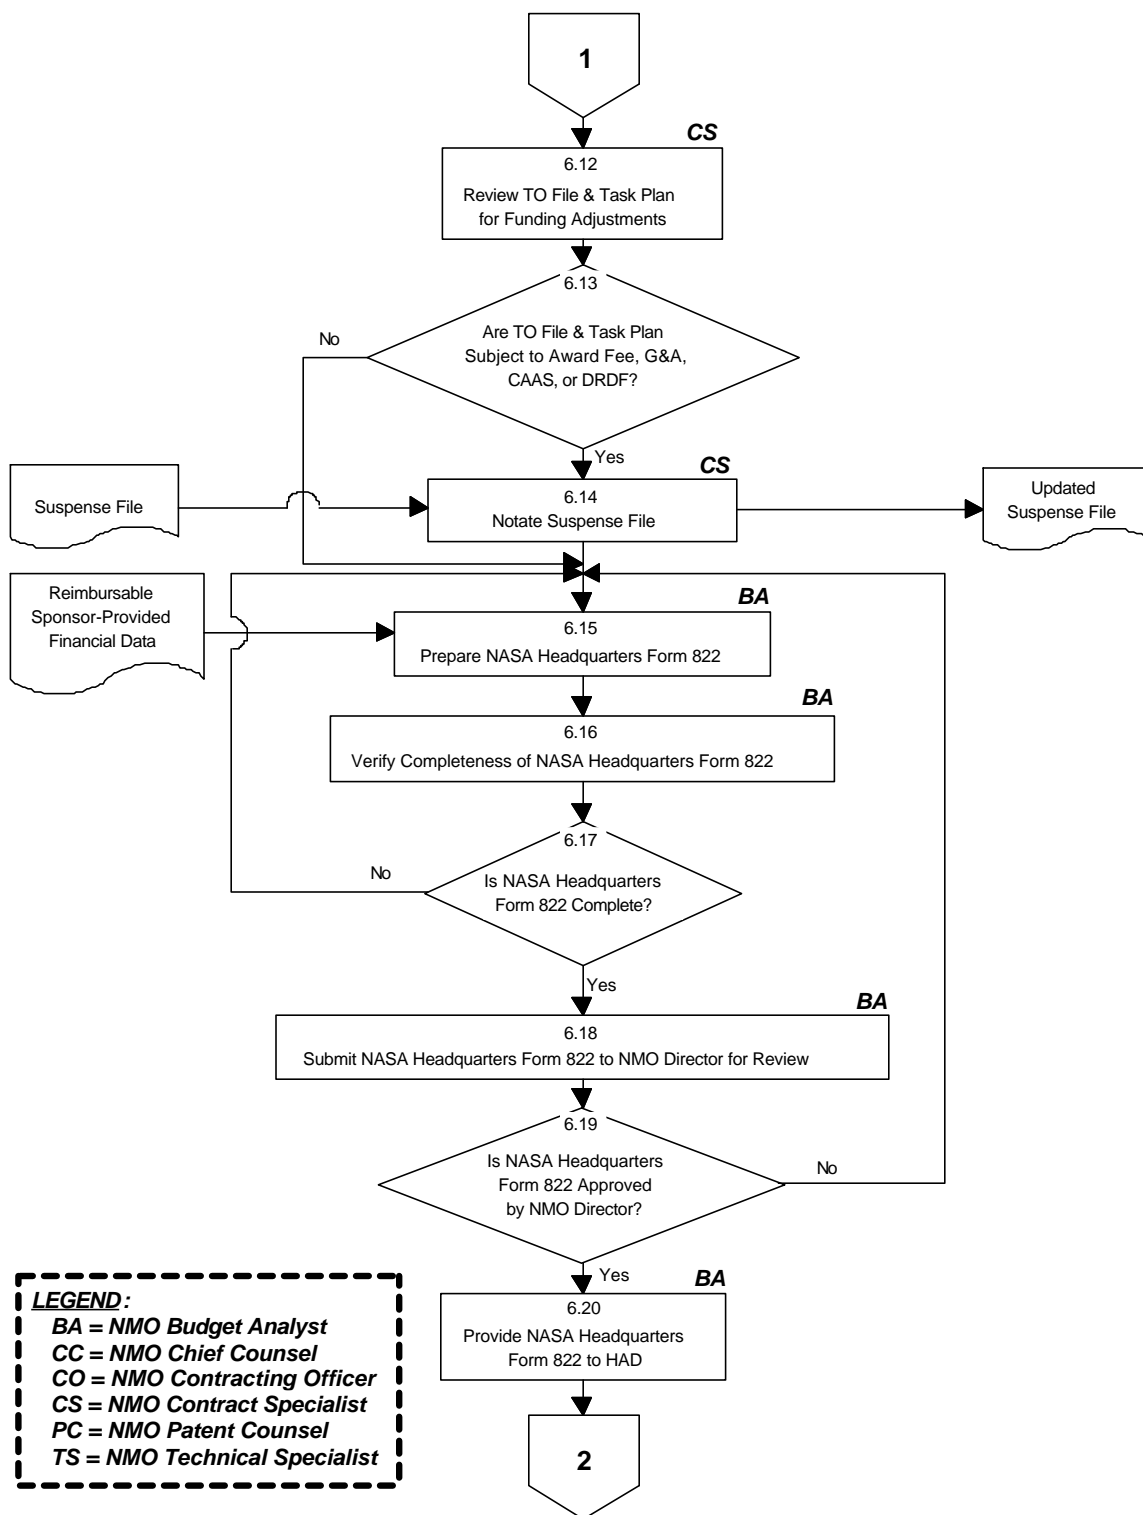 1
CS
6.12
Review TO File & Task Plan
for Funding Adjustments
6.13
Are TO File & Task Plan
Subject to Award Fee, G&A,
CAAS, or DRDF?
No
Yes
CS
Suspense File
6.14
Notate Suspense File
Updated
Suspense File
Reimbursable
Sponsor-Provided
Financial Data
BA
6.15
Prepare NASA Headquarters Form 822
BA
6.16
Verify Completeness of NASA Headquarters Form 822
6.17
Is NASA Headquarters
Form 822 Complete?
No
Yes
BA
6.18
Submit NASA Headquarters Form 822 to NMO Director for Review
6.19
Is NASA Headquarters
Form 822 Approved
by NMO Director?
No
Yes
BA
6.20
Provide NASA Headquarters
Form 822 to HAD
2
LEGEND:
BA = NMO Budget Analyst
CC = NMO Chief Counsel
CO = NMO Contracting Officer
CS = NMO Contract Specialist
PC = NMO Patent Counsel
TS = NMO Technical Specialist